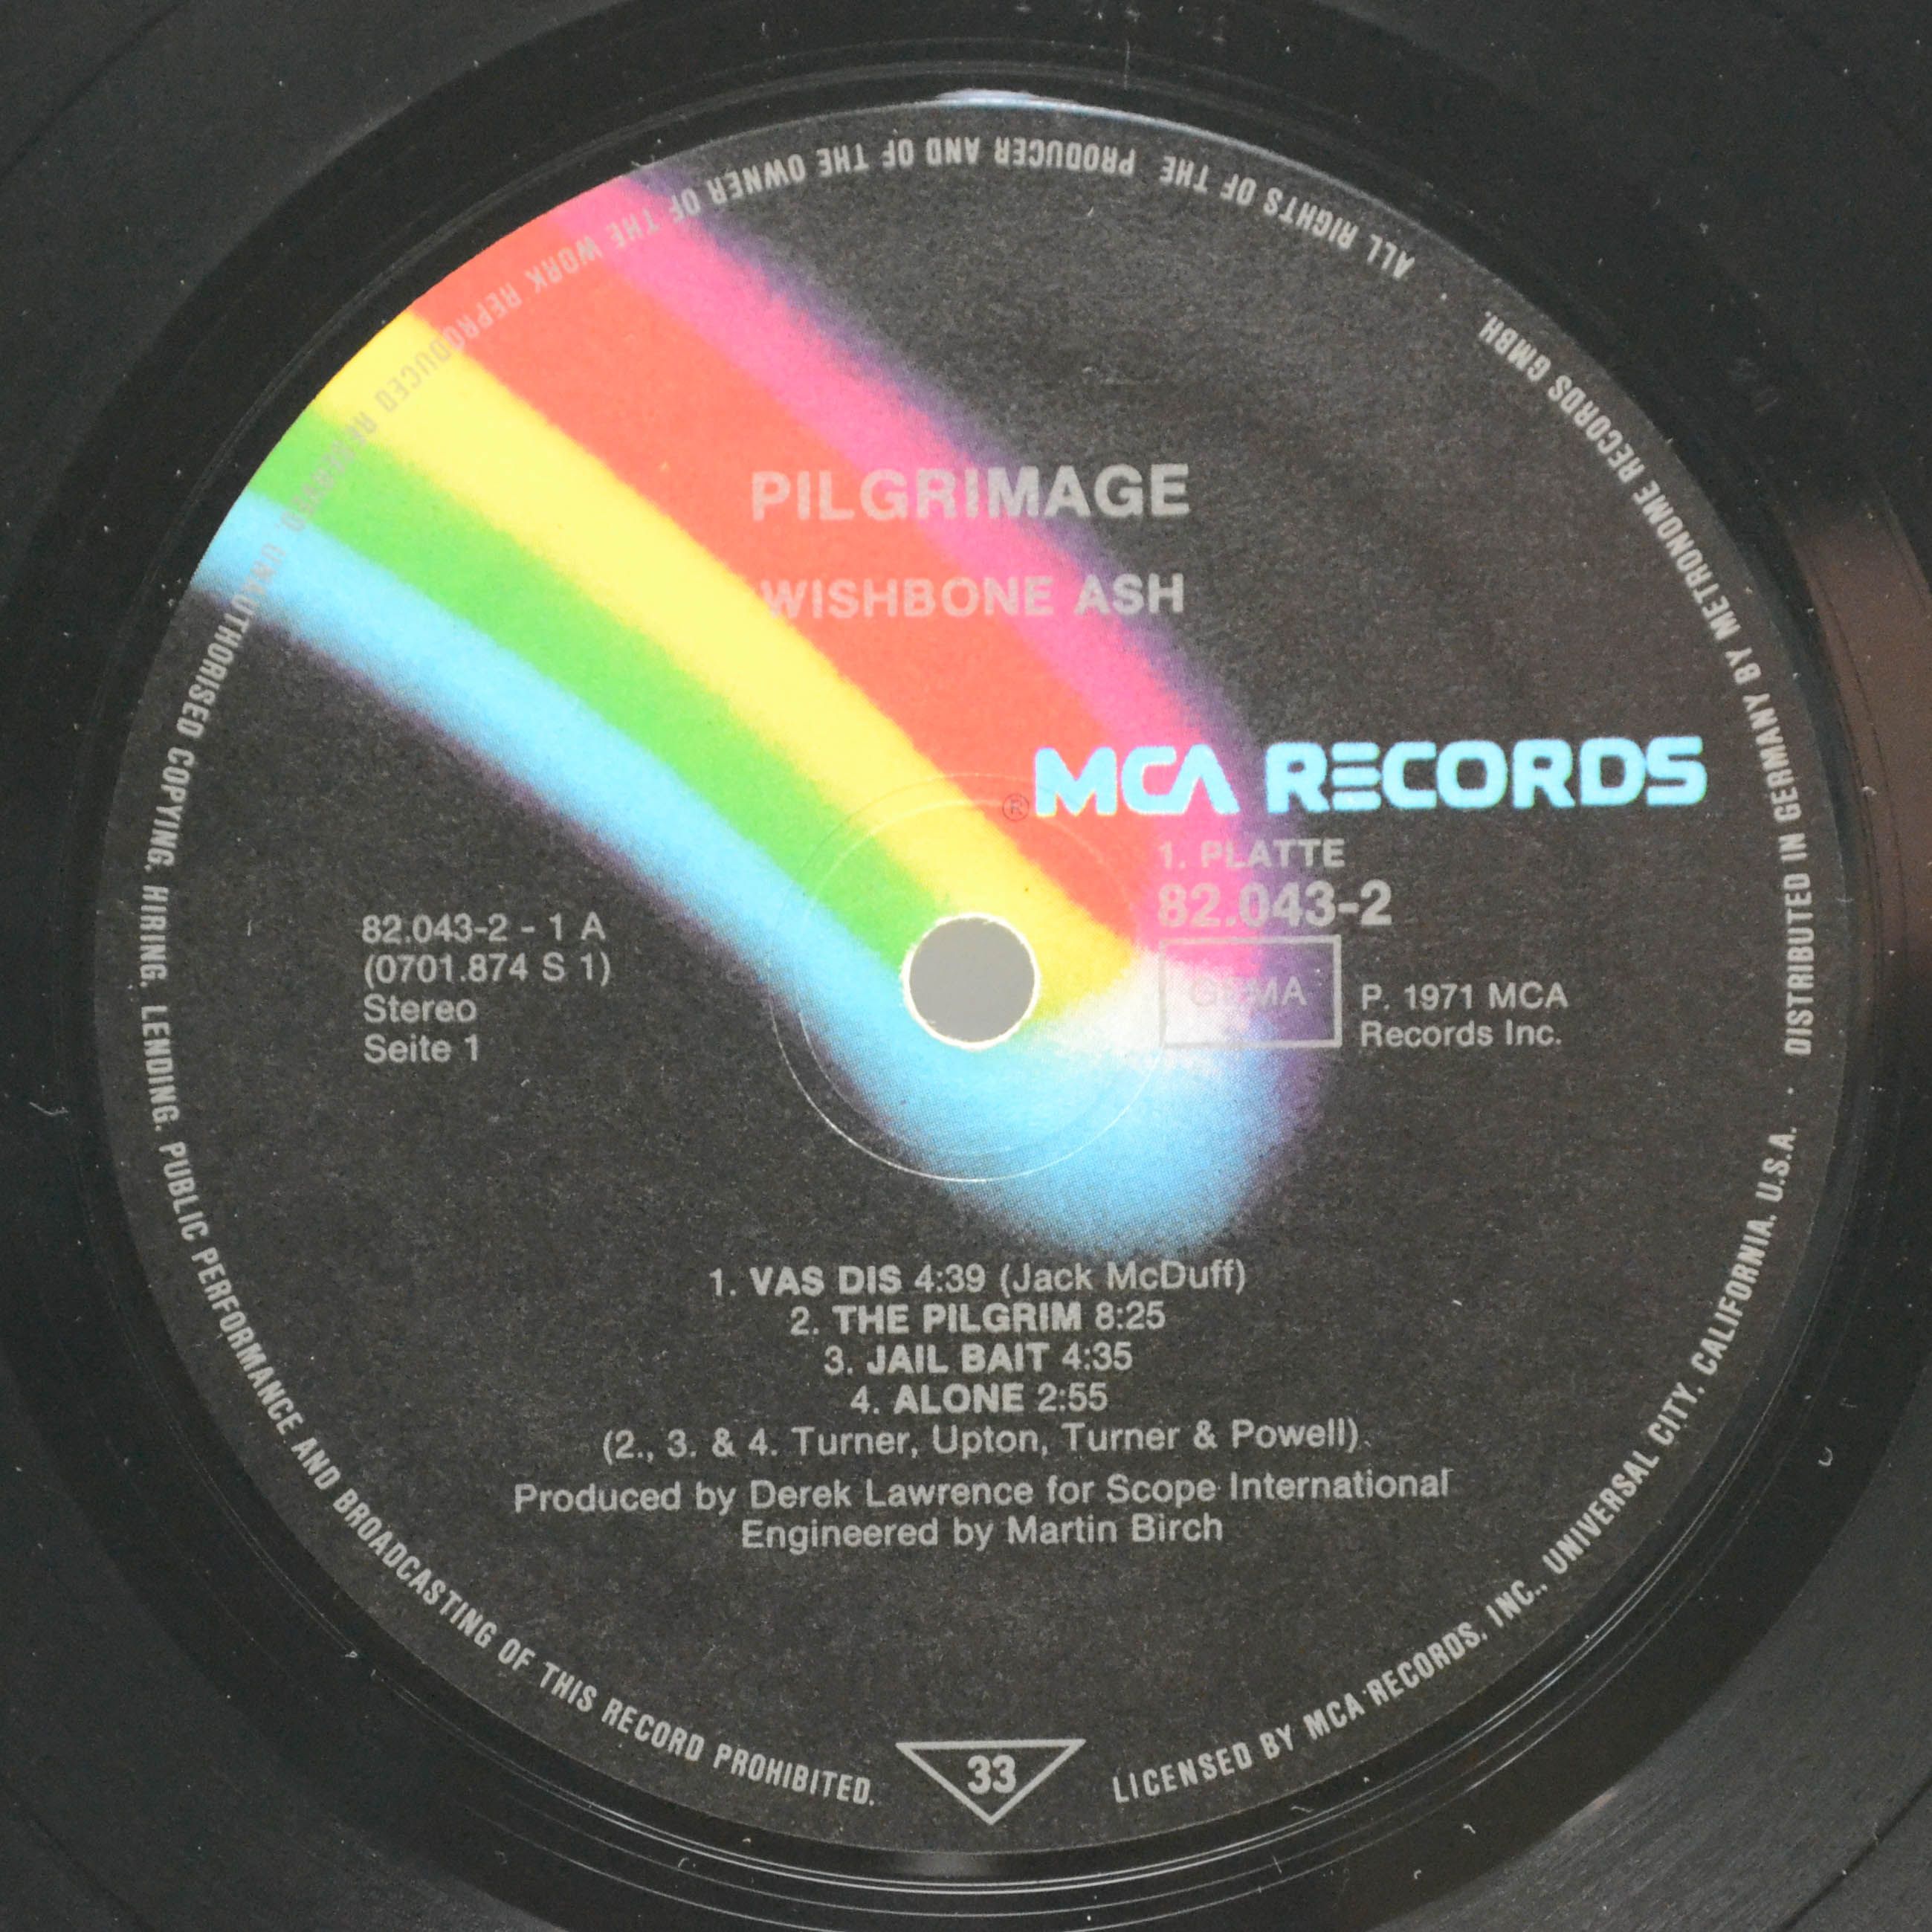 PILGRIMAGE
WISHBONE ASH
® MCA RECORDS
1. PLATTE
82.043-2
GEMA
P. 1971 MCA
Records Inc.
82.043-2 - 1 A
(0701.874 S 1)
Stereo
Seite 1
1. VAS DIS 4:39 (Jack McDuff)
2. THE PILGRIM 8:25
3. JAIL BAIT 4:35
4. ALONE 2:55
(2., 3. & 4. Turner, Upton, Turner & Powell)
Produced by Derek Lawrence for Scope International
Engineered by Martin Birch
33
ALL RIGHTS OF THE PRODUCER AND OF THE OWNER OF THE WORK REPRODUCED RESERVED UNAUTHORISED COPYING, HIRING, LENDING, PUBLIC PERFORMANCE AND BROADCASTING OF THIS RECORD PROHIBITED.
LICENSED BY MCA RECORDS, INC., UNIVERSAL CITY, CALIFORNIA, U.S.A. · DISTRIBUTED IN GERMANY BY METRONOME RECORDS GMBH.